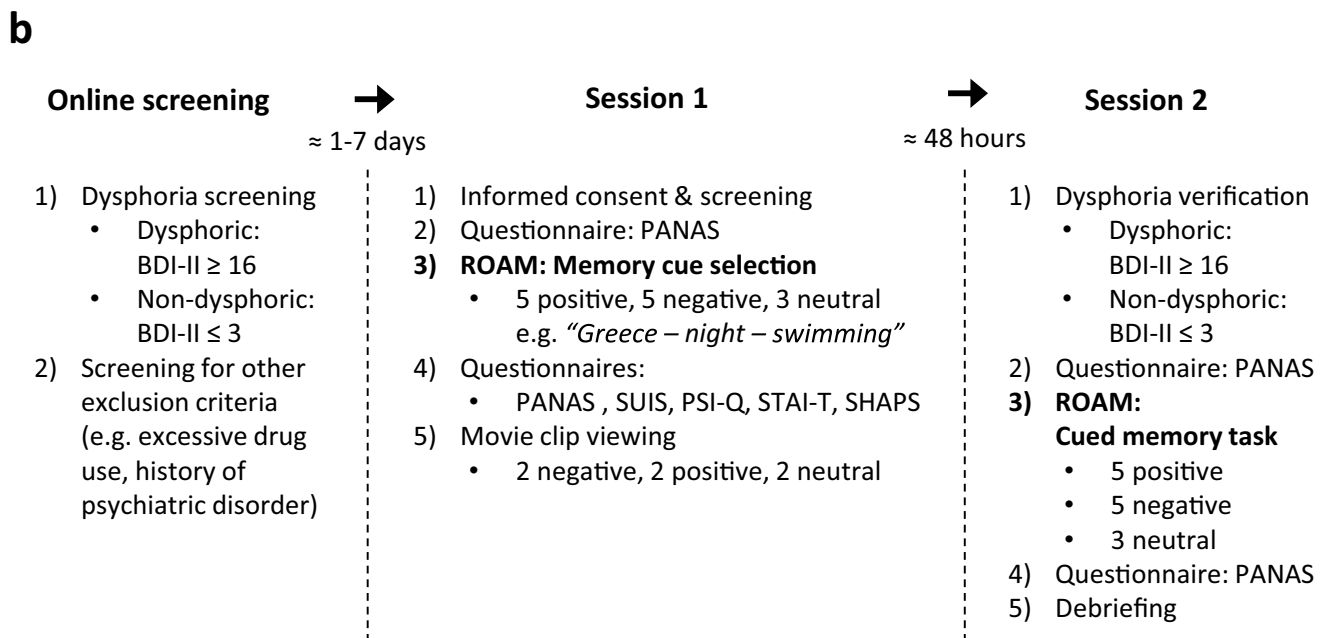 b
Online screening
Session 1
Session 2
≈ 1-7 days
≈ 48 hours
1) Dysphoria screening
• Dysphoric:
BDI-II ≥ 16
• Non-dysphoric:
BDI-II ≤ 3
2) Screening for other
exclusion criteria
(e.g. excessive drug
use, history of
psychiatric disorder)
1) Informed consent & screening
2) Questionnaire: PANAS
3) ROAM: Memory cue selection
• 5 positive, 5 negative, 3 neutral
e.g. “Greece – night – swimming”
4) Questionnaires:
• PANAS , SUIS, PSI-Q, STAI-T, SHAPS
5) Movie clip viewing
• 2 negative, 2 positive, 2 neutral
1) Dysphoria verification
• Dysphoric:
BDI-II ≥ 16
• Non-dysphoric:
BDI-II ≤ 3
2) Questionnaire: PANAS
3) ROAM:
Cued memory task
• 5 positive
• 5 negative
• 3 neutral
4) Questionnaire: PANAS
5) Debriefing